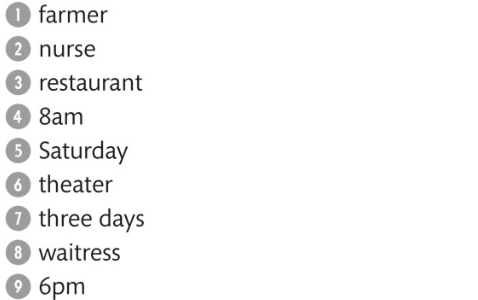 1 farmer
2 nurse
3 restaurant
4 8am
5 Saturday
6 theater
7 three days
8 waitress
9 6pm